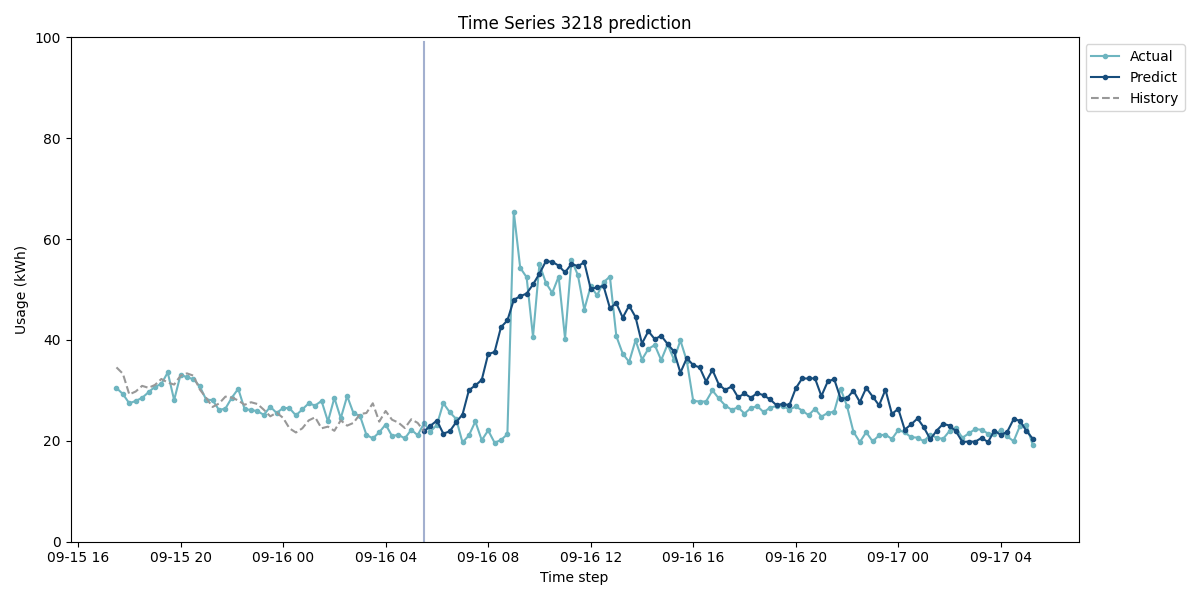 Time Series 3218 prediction
100
80
60
40
20
0
Usage (kWh)
09-15 16
09-15 20
09-16 00
09-16 04
09-16 08
09-16 12
09-16 16
09-16 20
09-17 00
09-17 04
Time step
Actual
Predict
History